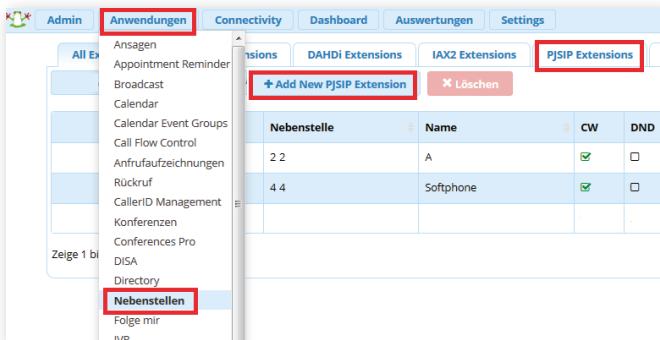 Admin Anwendungen Connectivity Dashboard Auswertungen Settings
All Ex nsions DAHDi Extensions IAX2 Extensions PJSIP Extensions
+ Add New PJSIP Extension × Löschen
Nebenstelle Name CW DND
2 2 A
4 4 Softphone
Zeige 1 bi
Ansagen
Appointment Reminder
Broadcast
Calendar
Calendar Event Groups
Call Flow Control
Anfrufaufzeichnungen
Rückruf
CallerID Management
Konferenzen
Conferences Pro
DISA
Directory
Nebenstellen
Folge mir
IVR